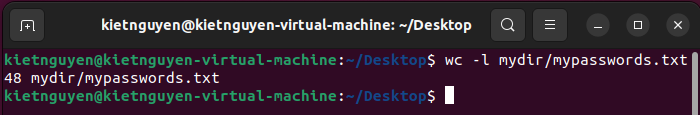 kietnguyen@kietnguyen-virtual-machine: ~/Desktop
kietnguyen@kietnguyen-virtual-machine:~/Desktop$ wc -l mydir/mypasswords.txt
48 mydir/mypasswords.txt
kietnguyen@kietnguyen-virtual-machine:~/Desktop$